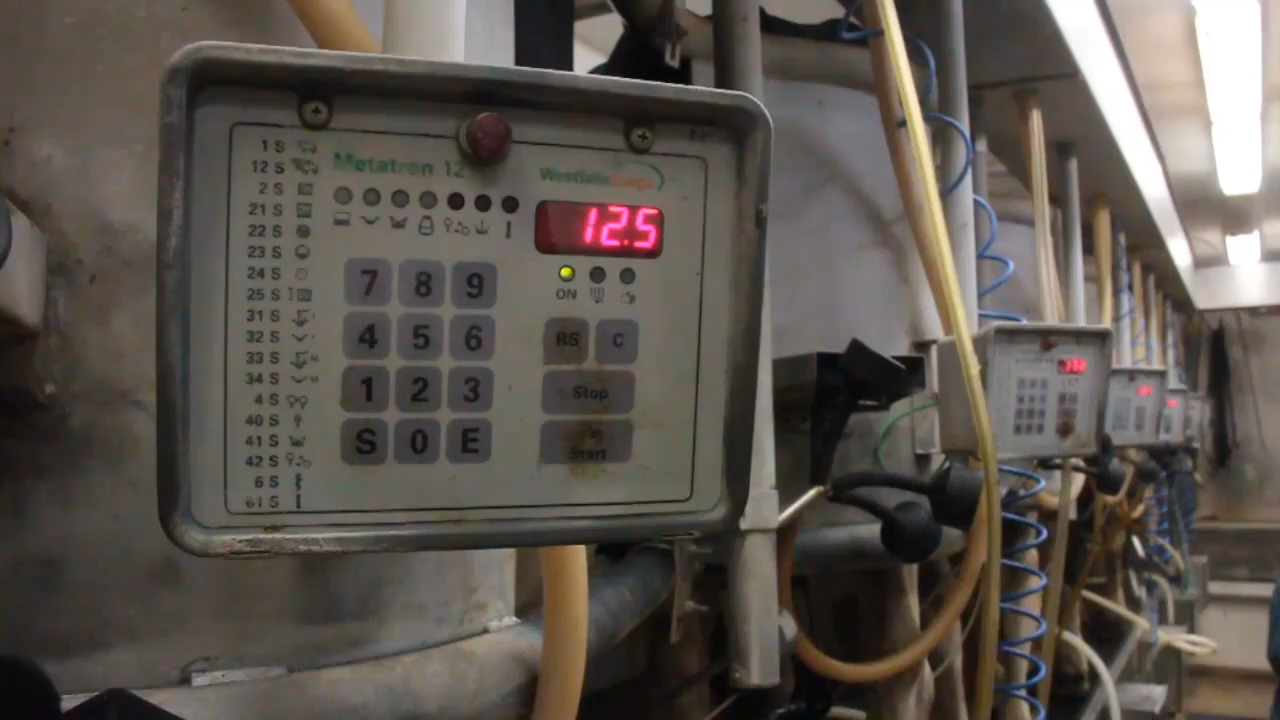 1 S
12 S
2 S
21 S
22 S
23 S
24 S
25 S
31 S
32 S
33 S
34 S
4 S
40 S
41 S
42 S
6 S
61 S
Metatron 12
WestfaliaSurge
12.5
ON
7 8 9
4 5 6
1 2 3
S 0 E
RS C
Stop
Start